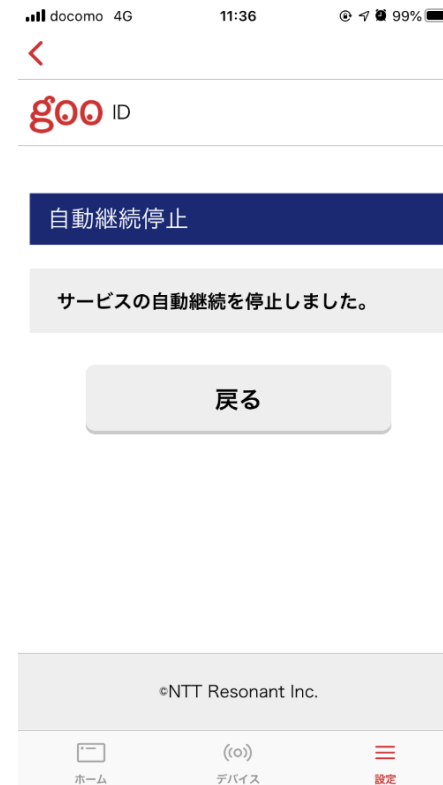 docomo 4G 11:36 99%
goo ID
自動継続停止
サービスの自動継続を停止しました。
戻る
©NTT Resonant Inc.
ホーム デバイス 設定